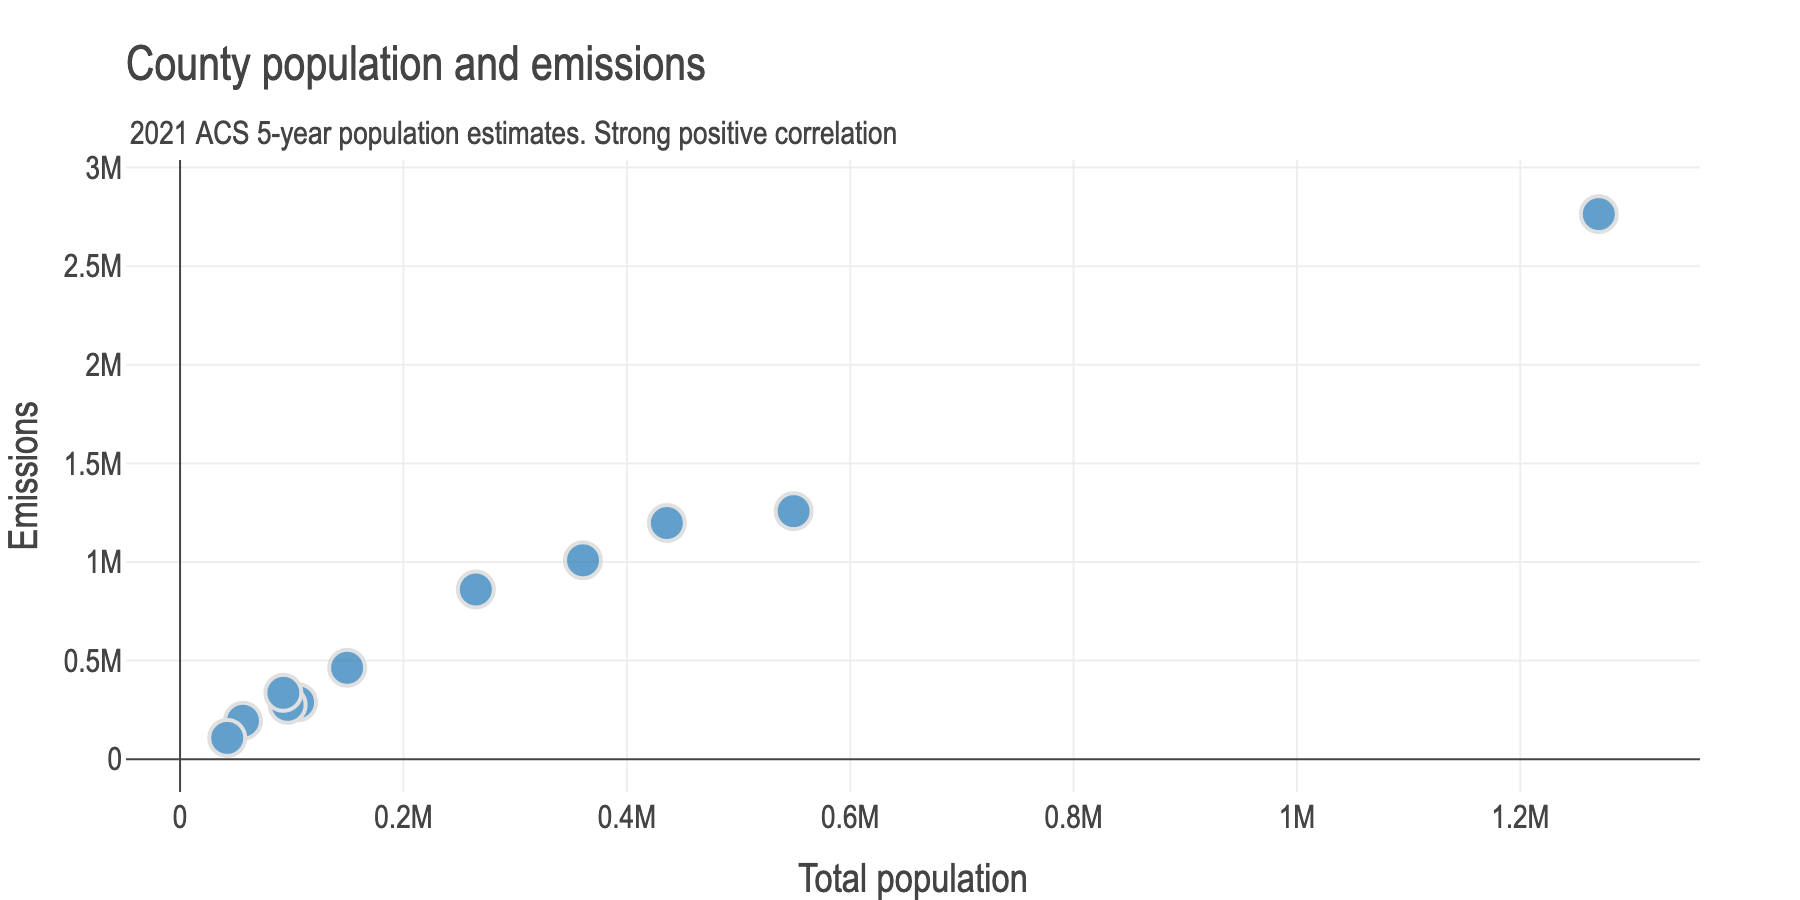 County population and emissions
2021 ACS 5-year population estimates. Strong positive correlation
3M
2.5M
2M
1.5M
1M
0.5M
0
Emissions
0 0.2M 0.4M 0.6M 0.8M 1M 1.2M
Total population